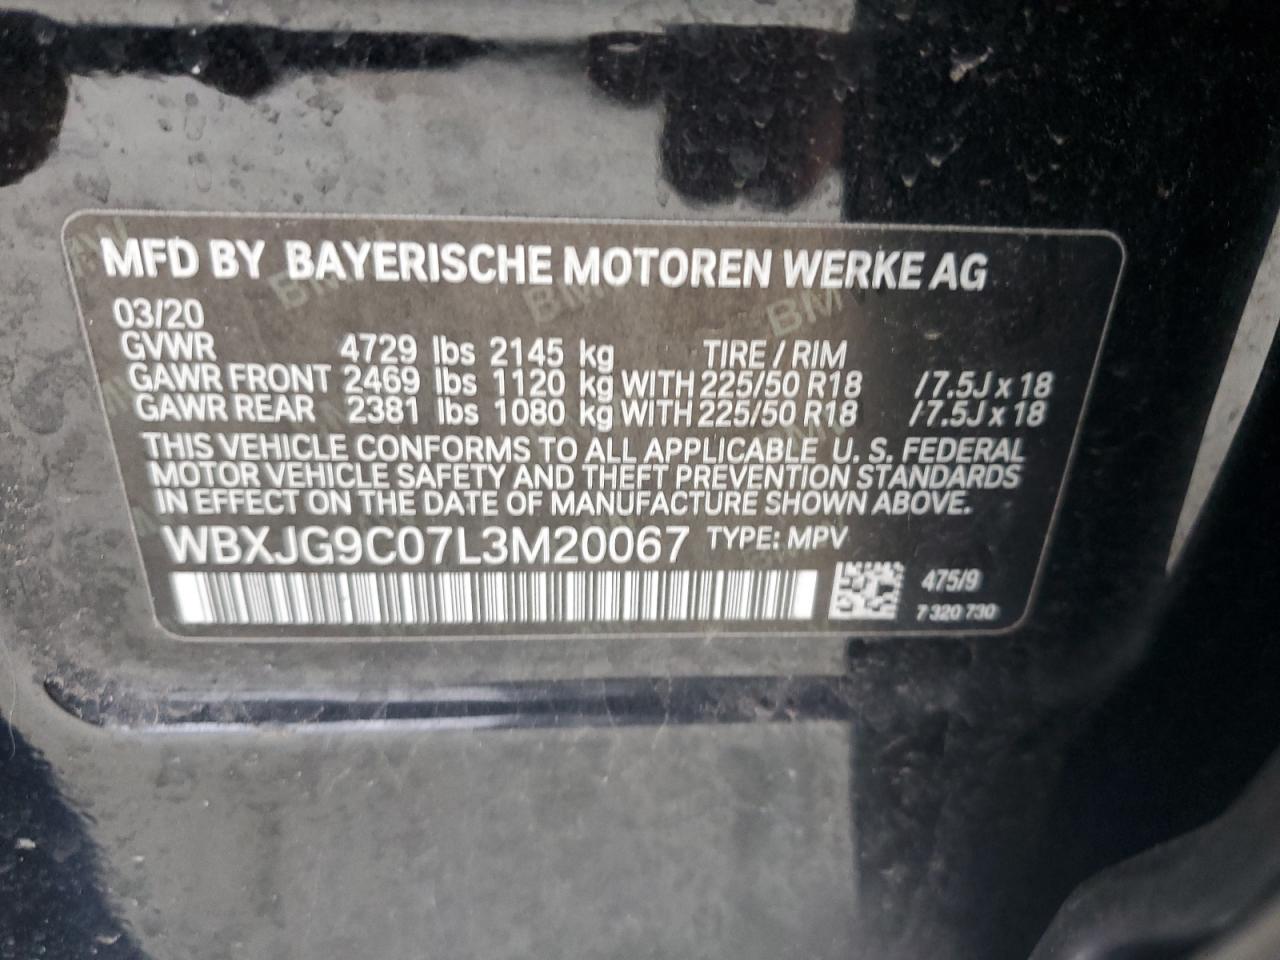 MFD BY BAYERISCHE MOTOREN WERKE AG
03/20
GVWR 4729 lbs 2145 kg TIRE / RIM
GAWR FRONT 2469 lbs 1120 kg WITH 225/50 R18 /7.5J x 18
GAWR REAR 2381 lbs 1080 kg WITH 225/50 R18 /7.5J x 18
THIS VEHICLE CONFORMS TO ALL APPLICABLE U. S. FEDERAL
MOTOR VEHICLE SAFETY AND THEFT PREVENTION STANDARDS
IN EFFECT ON THE DATE OF MANUFACTURE SHOWN ABOVE.
WBXJG9C07L3M20067 TYPE: MPV
475/9
7 320 730